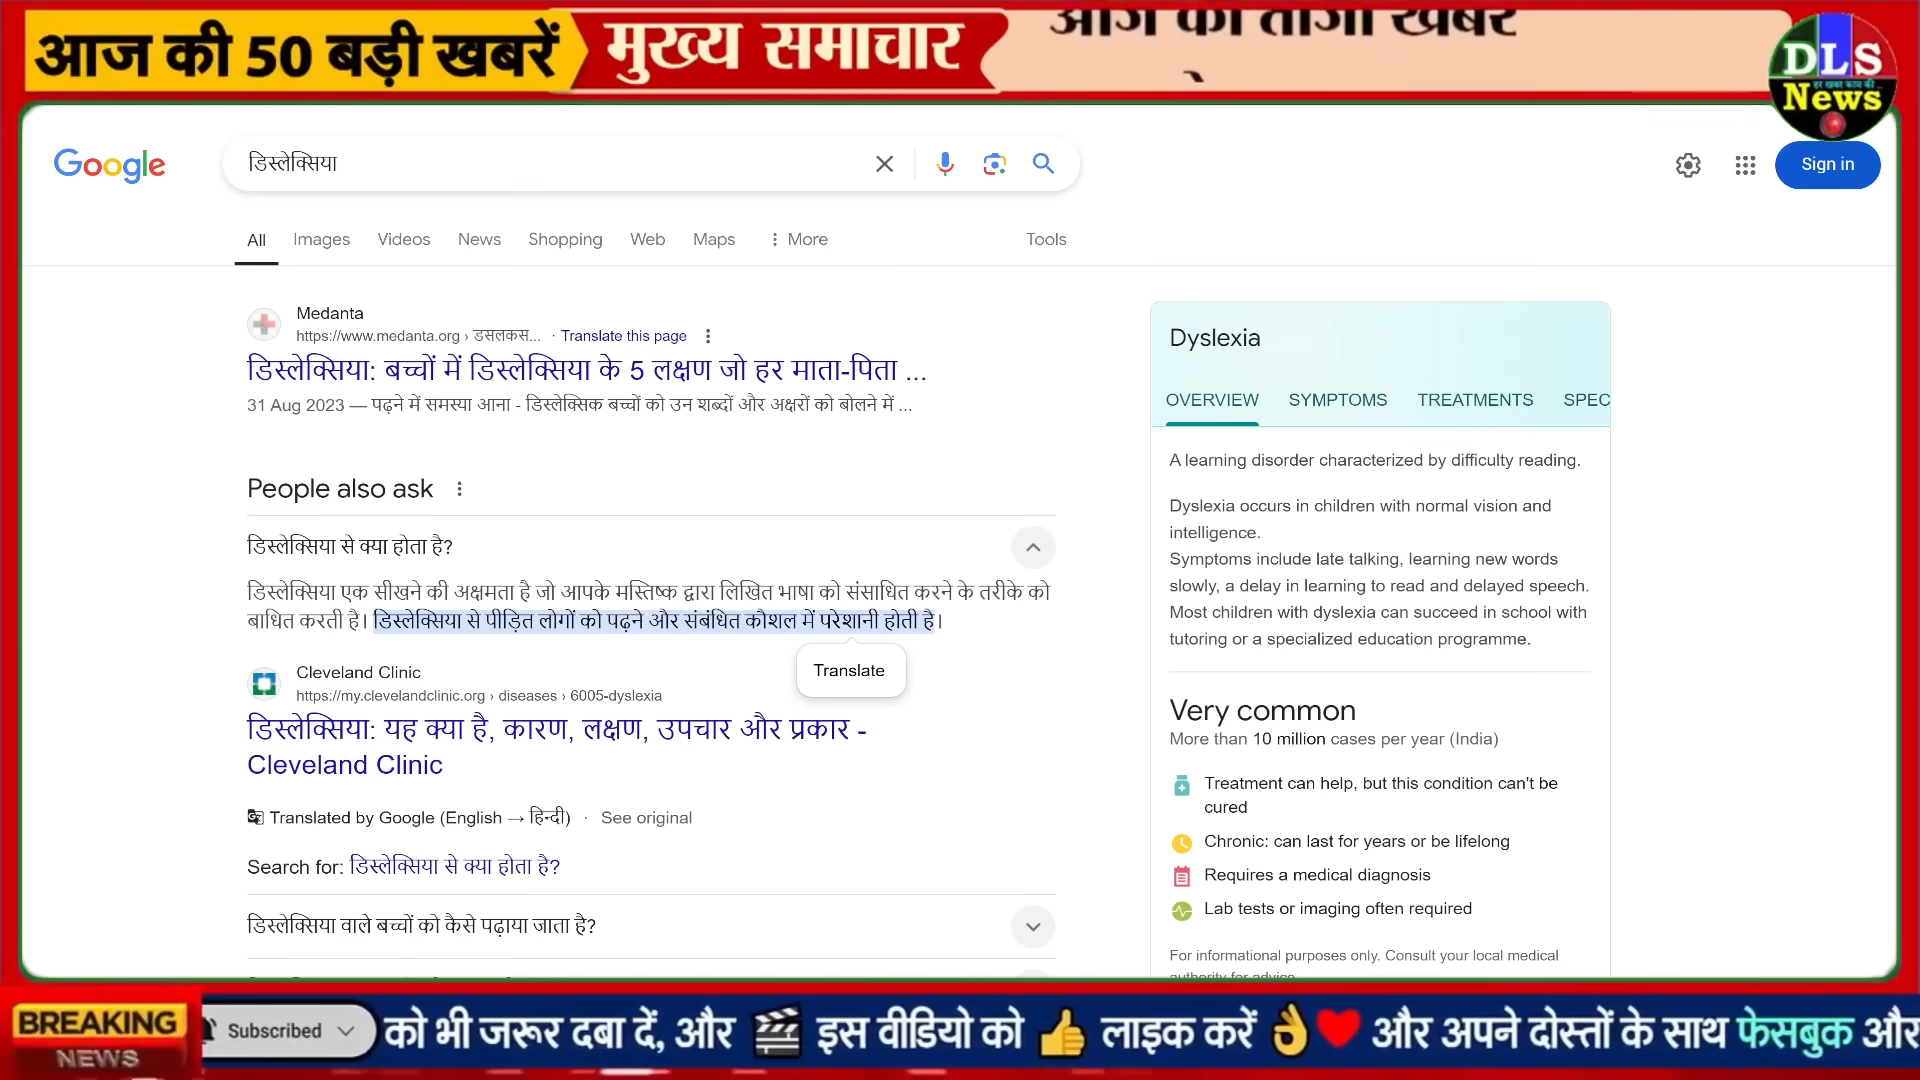 आज की 50 बड़ी खबरें
मुख्य समाचार
आज की ताजा खबर
DLS
हर खबर काम की...
News
Google
डिस्लेक्सिया
Sign in
All Images Videos News Shopping Web Maps More Tools
Medanta
https://www.medanta.org › डसलकस... · Translate this page
डिस्लेक्सिया: बच्चों में डिस्लेक्सिया के 5 लक्षण जो हर माता-पिता ...
31 Aug 2023 — पढ़ने में समस्या आना - डिस्लेक्सिक बच्चों को उन शब्दों और अक्षरों को बोलने में ...
People also ask
डिस्लेक्सिया से क्या होता है?
डिस्लेक्सिया एक सीखने की अक्षमता है जो आपके मस्तिष्क द्वारा लिखित भाषा को संसाधित करने के तरीके को
बाधित करती है। डिस्लेक्सिया से पीड़ित लोगों को पढ़ने और संबंधित कौशल में परेशानी होती है।
Translate
Cleveland Clinic
https://my.clevelandclinic.org › diseases › 6005-dyslexia
डिस्लेक्सिया: यह क्या है, कारण, लक्षण, उपचार और प्रकार -
Cleveland Clinic
Translated by Google (English → हिन्दी) · See original
Search for: डिस्लेक्सिया से क्या होता है?
डिस्लेक्सिया वाले बच्चों को कैसे पढ़ाया जाता है?
Dyslexia
OVERVIEW SYMPTOMS TREATMENTS SPEC
A learning disorder characterized by difficulty reading.
Dyslexia occurs in children with normal vision and
intelligence.
Symptoms include late talking, learning new words
slowly, a delay in learning to read and delayed speech.
Most children with dyslexia can succeed in school with
tutoring or a specialized education programme.
Very common
More than 10 million cases per year (India)
Treatment can help, but this condition can't be
cured
Chronic: can last for years or be lifelong
Requires a medical diagnosis
Lab tests or imaging often required
For informational purposes only. Consult your local medical
authority for advice.
BREAKING
NEWS
Subscribed को भी जरूर दबा दें, और इस वीडियो को लाइक करें और अपने दोस्तों के साथ फेसबुक और